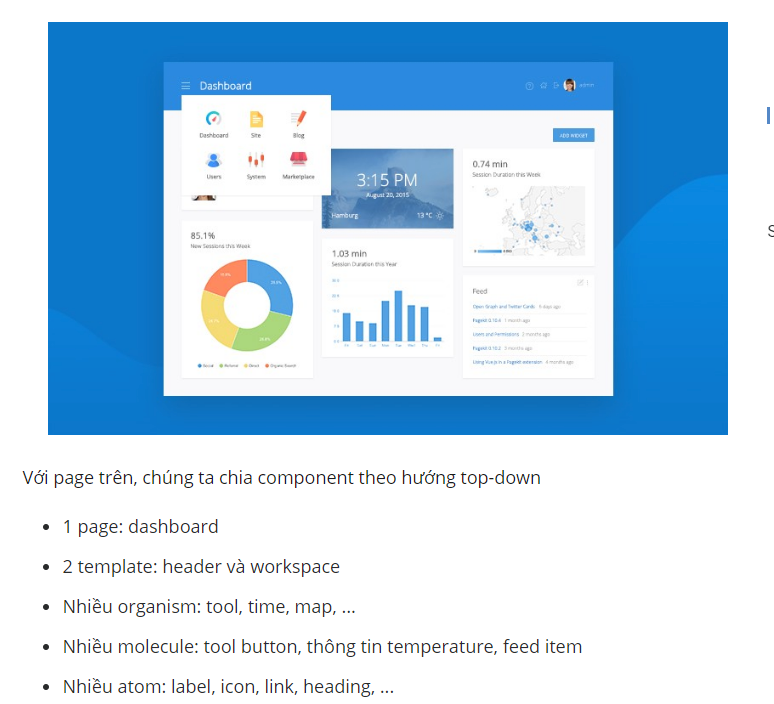 Dashboard
admin
Dashboard
Site
Blog
Users
System
Marketplace
ADD WIDGET
3:15 PM
August 20, 2015
Hamburg
13 °C
0.74 min
Session Duration this Week
85.1%
New Sessions this Week
1.03 min
Session Duration this Year
Feed
Open Graph and Twitter Cards
Pagekit 0.10.4 1 month ago
Users and Permissions 2 months ago
Pagekit 0.10.2 3 months ago
Using Vue.js in a Pagekit extension 4 months ago
Social Referral Direct Organic Search
S
Với page trên, chúng ta chia component theo hướng top-down
1 page: dashboard
2 template: header và workspace
Nhiều organism: tool, time, map, ...
Nhiều molecule: tool button, thông tin temperature, feed item
Nhiều atom: label, icon, link, heading, ...